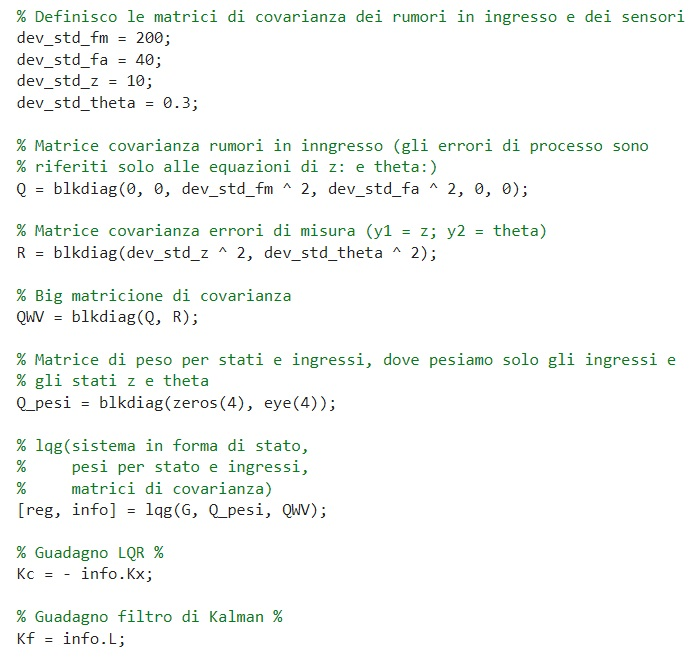 % Definisco le matrici di covarianza dei rumori in ingresso e dei sensori
dev_std_fm = 200;
dev_std_fa = 40;
dev_std_z = 10;
dev_std_theta = 0.3;

% Matrice covarianza rumori in inngresso (gli errori di processo sono
% riferiti solo alle equazioni di z: e theta:)
Q = blkdiag(0, 0, dev_std_fm ^ 2, dev_std_fa ^ 2, 0, 0);

% Matrice covarianza errori di misura (y1 = z; y2 = theta)
R = blkdiag(dev_std_z ^ 2, dev_std_theta ^ 2);

% Big matricione di covarianza
QWV = blkdiag(Q, R);

% Matrice di peso per stati e ingressi, dove pesiamo solo gli ingressi e
% gli stati z e theta
Q_pesi = blkdiag(zeros(4), eye(4));

% lqg(sistema in forma di stato,
%     pesi per stato e ingressi,
%     matrici di covarianza)
[reg, info] = lqg(G, Q_pesi, QWV);

% Guadagno LQR %
Kc = - info.Kx;

% Guadagno filtro di Kalman %
Kf = info.L;